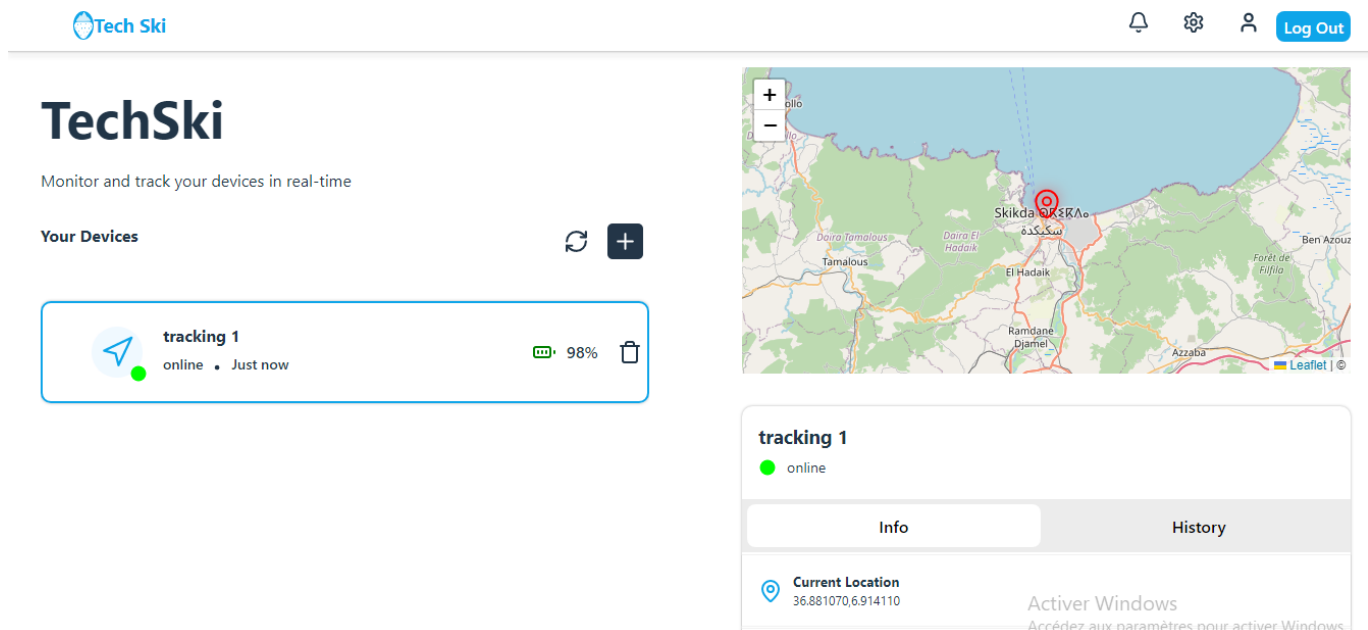 Tech Ski
Log Out
TechSki
Monitor and track your devices in real-time
Your Devices
tracking 1
online • Just now
98%
+
−
Skikda ⵙⴽⵉⴽⴷⴰ
سكيكدة
Daïra Tamalous
Daïra El
Hadaik
Tamalous
El Hadaik
Ben Azouz
Forêt de
Filfila
Ramdane
Djamel
Azzaba
Leaflet | ©
tracking 1
online
Info
History
Current Location
36.881070,6.914110
Activer Windows
Accédez aux paramètres pour activer Windows